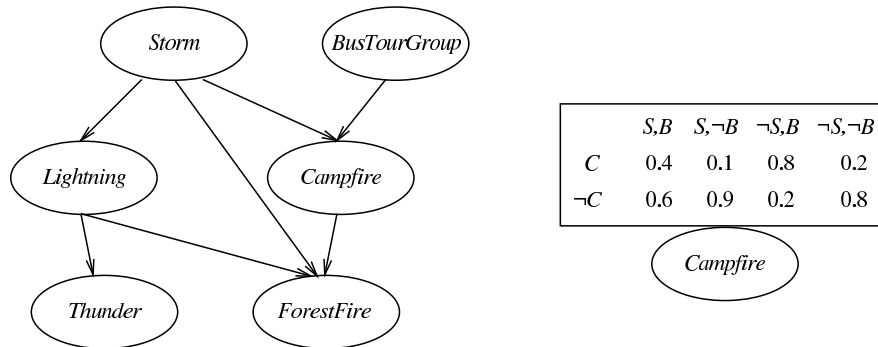 Storm
BusTourGroup
Lightning
Campfire
Thunder
ForestFire
S,B S,¬B ¬S,B ¬S,¬B
C 0.4 0.1 0.8 0.2
¬C 0.6 0.9 0.2 0.8
Campfire